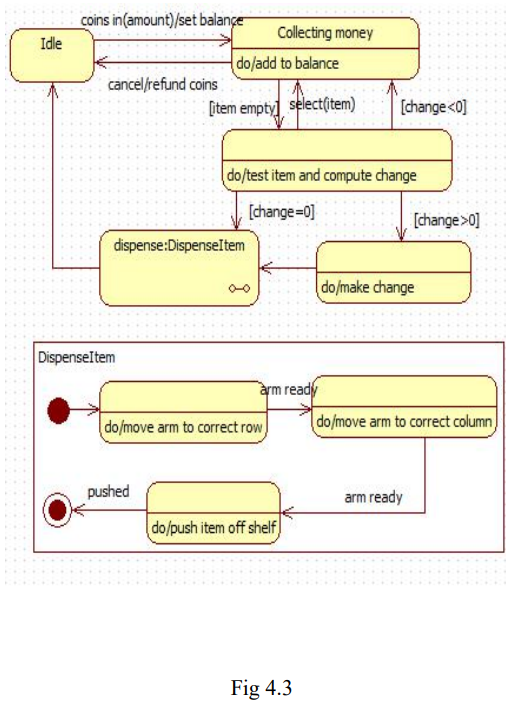 coins in(amount)/set balance
Idle
Collecting money
do/add to balance
cancel/refund coins
[item empty]
select(item)
[change<0]
do/test item and compute change
[change=0]
[change>0]
dispense:DispenseItem
do/make change
DispenseItem
arm ready
do/move arm to correct row
do/move arm to correct column
pushed
arm ready
do/push item off shelf
Fig 4.3